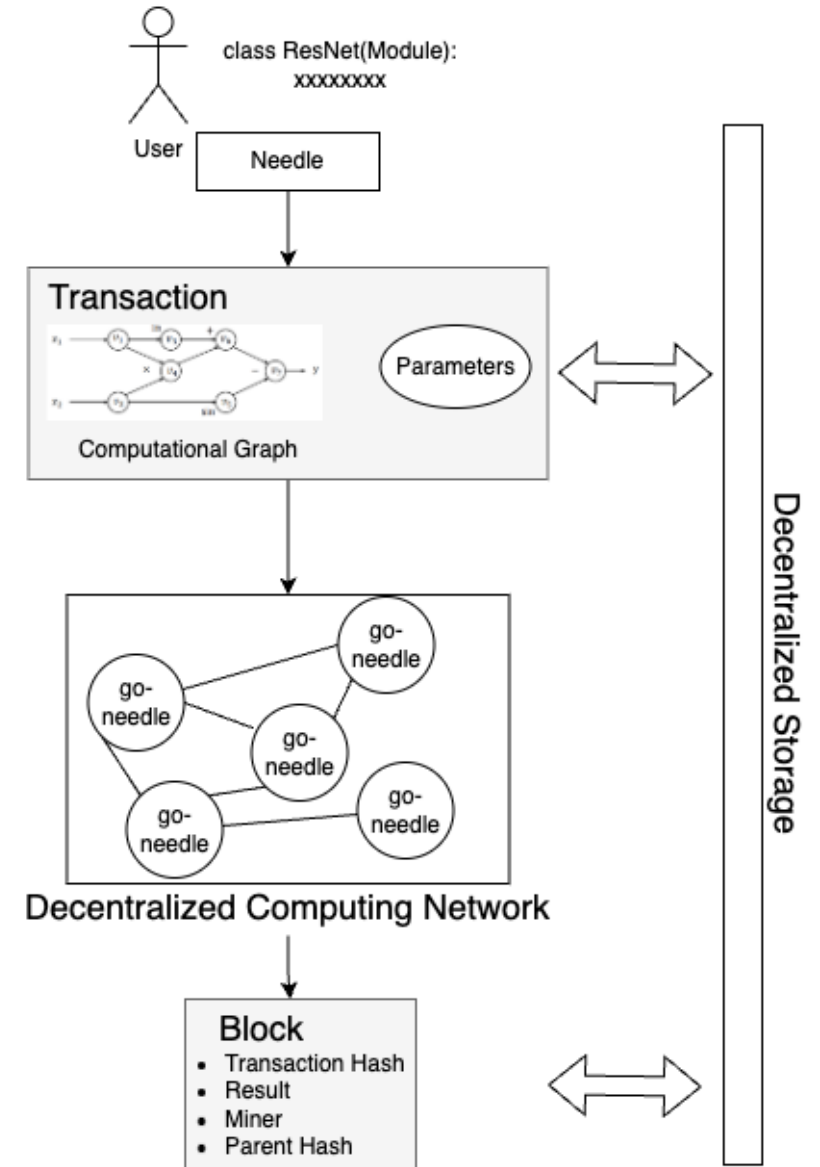 class ResNet(Module):
xxxxxxxx
User
Needle
Transaction
Parameters
Computational Graph
go-
needle
go-
needle
go-
needle
go-
needle
go-
needle
Decentralized Computing Network
Block
• Transaction Hash
• Result
• Miner
• Parent Hash
Decentralized Storage